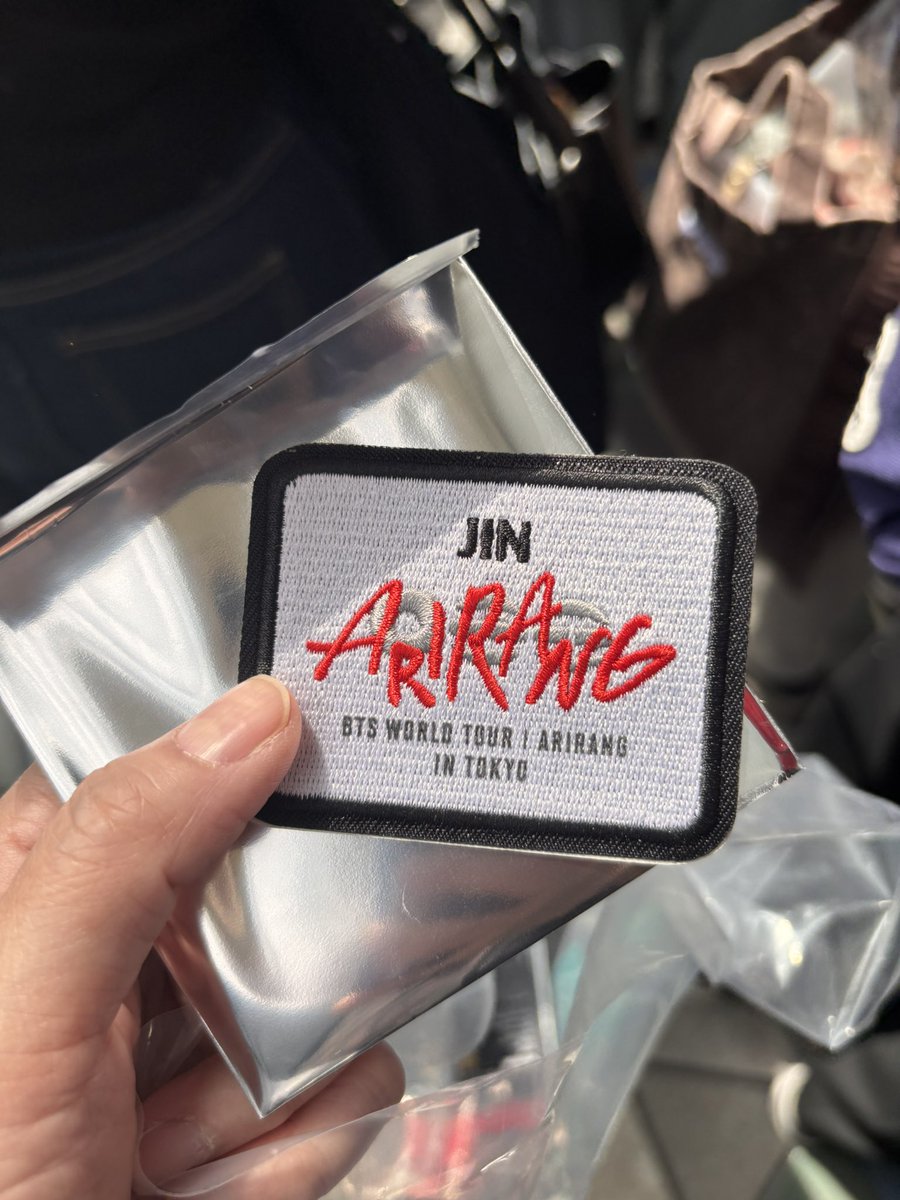 JIN
ARIRANG
BTS WORLD TOUR | ARIRANG
IN TOKYO